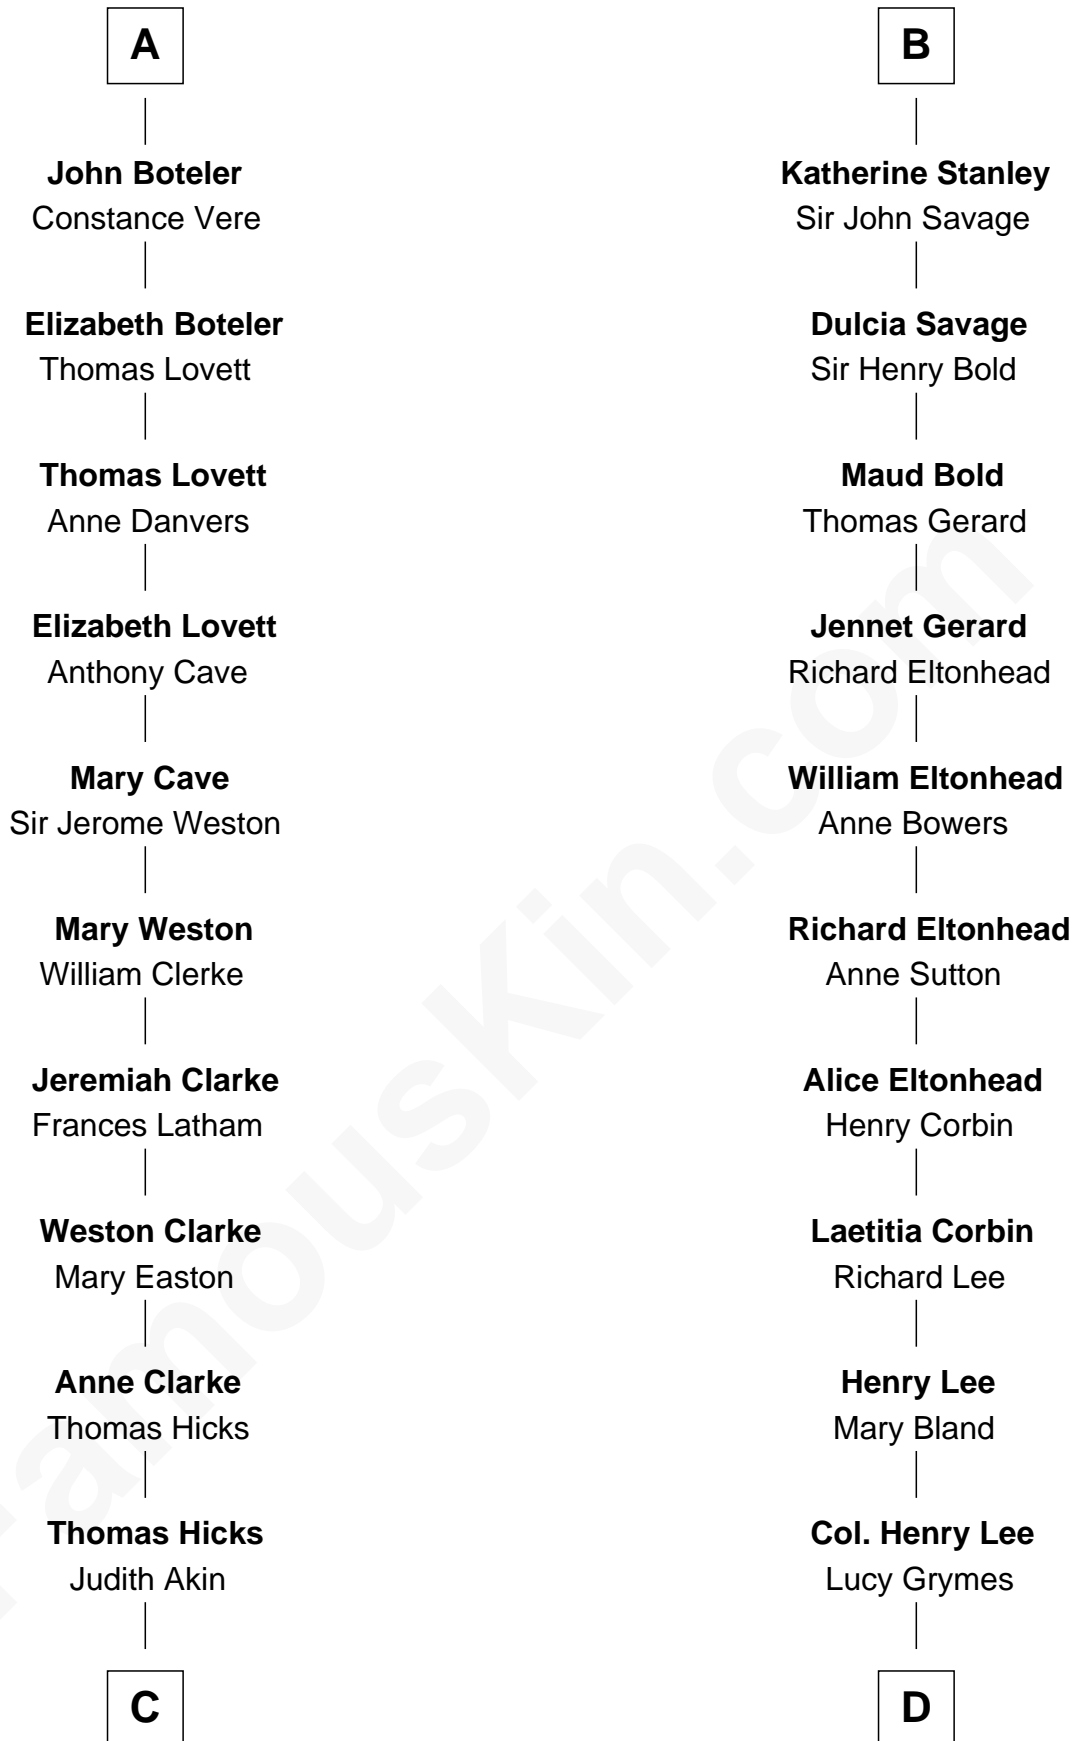 A
John Boteler
Constance Vere
Elizabeth Boteler
Thomas Lovett
Thomas Lovett
Anne Danvers
Elizabeth Lovett
Anthony Cave
Mary Cave
Sir Jerome Weston
Mary Weston
William Clerke
Jeremiah Clarke
Frances Latham
Weston Clarke
Mary Easton
Anne Clarke
Thomas Hicks
Thomas Hicks
Judith Akin
C
B
Katherine Stanley
Sir John Savage
Dulcia Savage
Sir Henry Bold
Maud Bold
Thomas Gerard
Jennet Gerard
Richard Eltonhead
William Eltonhead
Anne Bowers
Richard Eltonhead
Anne Sutton
Alice Eltonhead
Henry Corbin
Laetitia Corbin
Richard Lee
Henry Lee
Mary Bland
Col. Henry Lee
Lucy Grymes
D
FamousKin.com